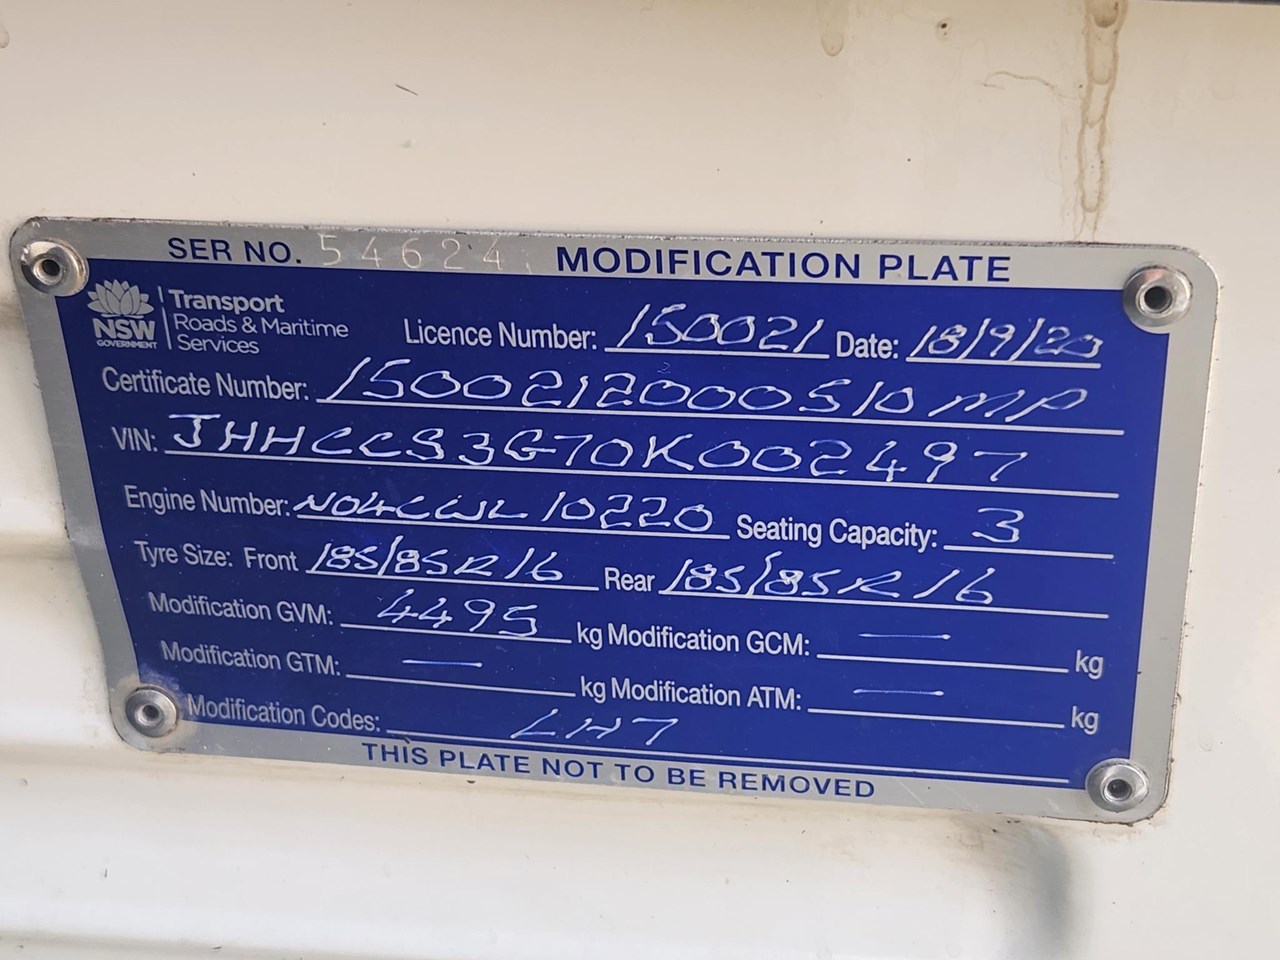 SER NO. 54624 MODIFICATION PLATE
NSW GOVERNMENT Transport Roads & Maritime Services
Licence Number: 150021 Date: 18/9/20
Certificate Number: 1500212000510MP
VIN: JHHCCS3G70K002497
Engine Number: N04CWL10220 Seating Capacity: 3
Tyre Size: Front 185/85R16 Rear 185/85R16
Modification GVM: 4495 kg Modification GCM: — kg
Modification GTM: — kg Modification ATM: — kg
Modification Codes: LH7
THIS PLATE NOT TO BE REMOVED